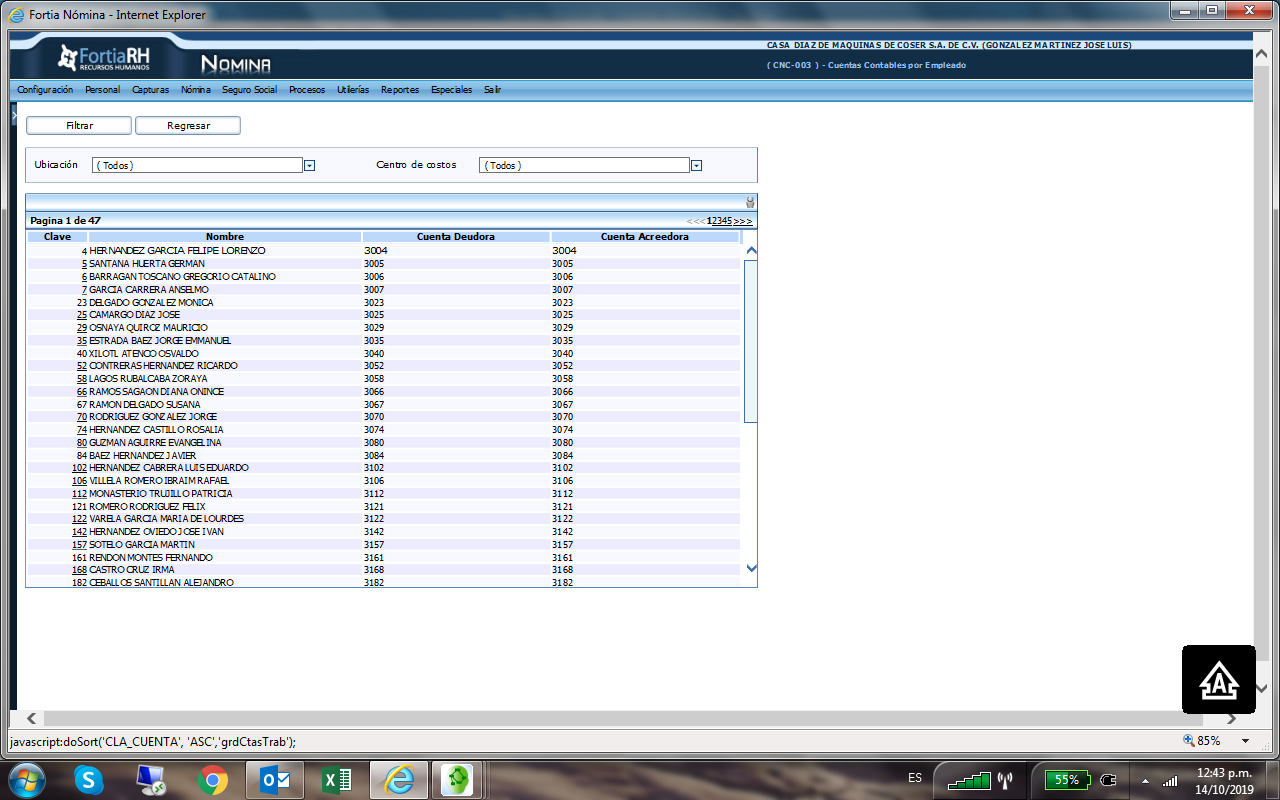 Fortia Nómina - Internet Explorer
FortiaRH
RECURSOS HUMANOS
NOMINA
CASA DIAZ DE MAQUINAS DE COSER S.A. DE C.V. (GONZALEZ MARTINEZ JOSE LUIS)
( CNC-003 ) - Cuentas Contables por Empleado
Configuración Personal Capturas Nómina Seguro Social Procesos Utilerías Reportes Especiales Salir
Filtrar Regresar
Ubicación ( Todos ) Centro de costos ( Todos )
Pagina 1 de 47 <<<12345>>>
Clave Nombre Cuenta Deudora Cuenta Acreedora
4 HERNANDEZ GARCIA FELIPE LORENZO 3004 3004
5 SANTANA HUERTA GERMAN 3005 3005
6 BARRAGAN TOSCANO GREGORIO CATALINO 3006 3006
7 GARCIA CARRERA ANSELMO 3007 3007
23 DELGADO GONZALEZ MONICA 3023 3023
25 CAMARGO DIAZ JOSE 3025 3025
29 OSNAYA QUIROZ MAURICIO 3029 3029
35 ESTRADA BAEZ JORGE EMMANUEL 3035 3035
40 XILOTL ATENCO OSVALDO 3040 3040
52 CONTRERAS HERNANDEZ RICARDO 3052 3052
58 LAGOS RUBALCABA ZORAYA 3058 3058
66 RAMOS SAGAON DIANA ONINCE 3066 3066
67 RAMON DELGADO SUSANA 3067 3067
70 RODRIGUEZ GONZALEZ JORGE 3070 3070
74 HERNANDEZ CASTILLO ROSALIA 3074 3074
80 GUZMAN AGUIRRE EVANGELINA 3080 3080
84 BAEZ HERNANDEZ JAVIER 3084 3084
102 HERNANDEZ CABRERA LUIS EDUARDO 3102 3102
106 VILLELA ROMERO IBRAIM RAFAEL 3106 3106
112 MONASTERIO TRUJILLO PATRICIA 3112 3112
121 ROMERO RODRIGUEZ FELIX 3121 3121
122 VARELA GARCIA MARIA DE LOURDES 3122 3122
142 HERNANDEZ OVIEDO JOSE IVAN 3142 3142
157 SOTELO GARCIA MARTIN 3157 3157
161 RENDON MONTES FERNANDO 3161 3161
168 CASTRO CRUZ IRMA 3168 3168
182 CEBALLOS SANTILLAN ALEJANDRO 3182 3182
A
javascript:doSort('CLA_CUENTA', 'ASC','grdCtasTrab'); 85%
ES 55% 12:43 p.m.
14/10/2019